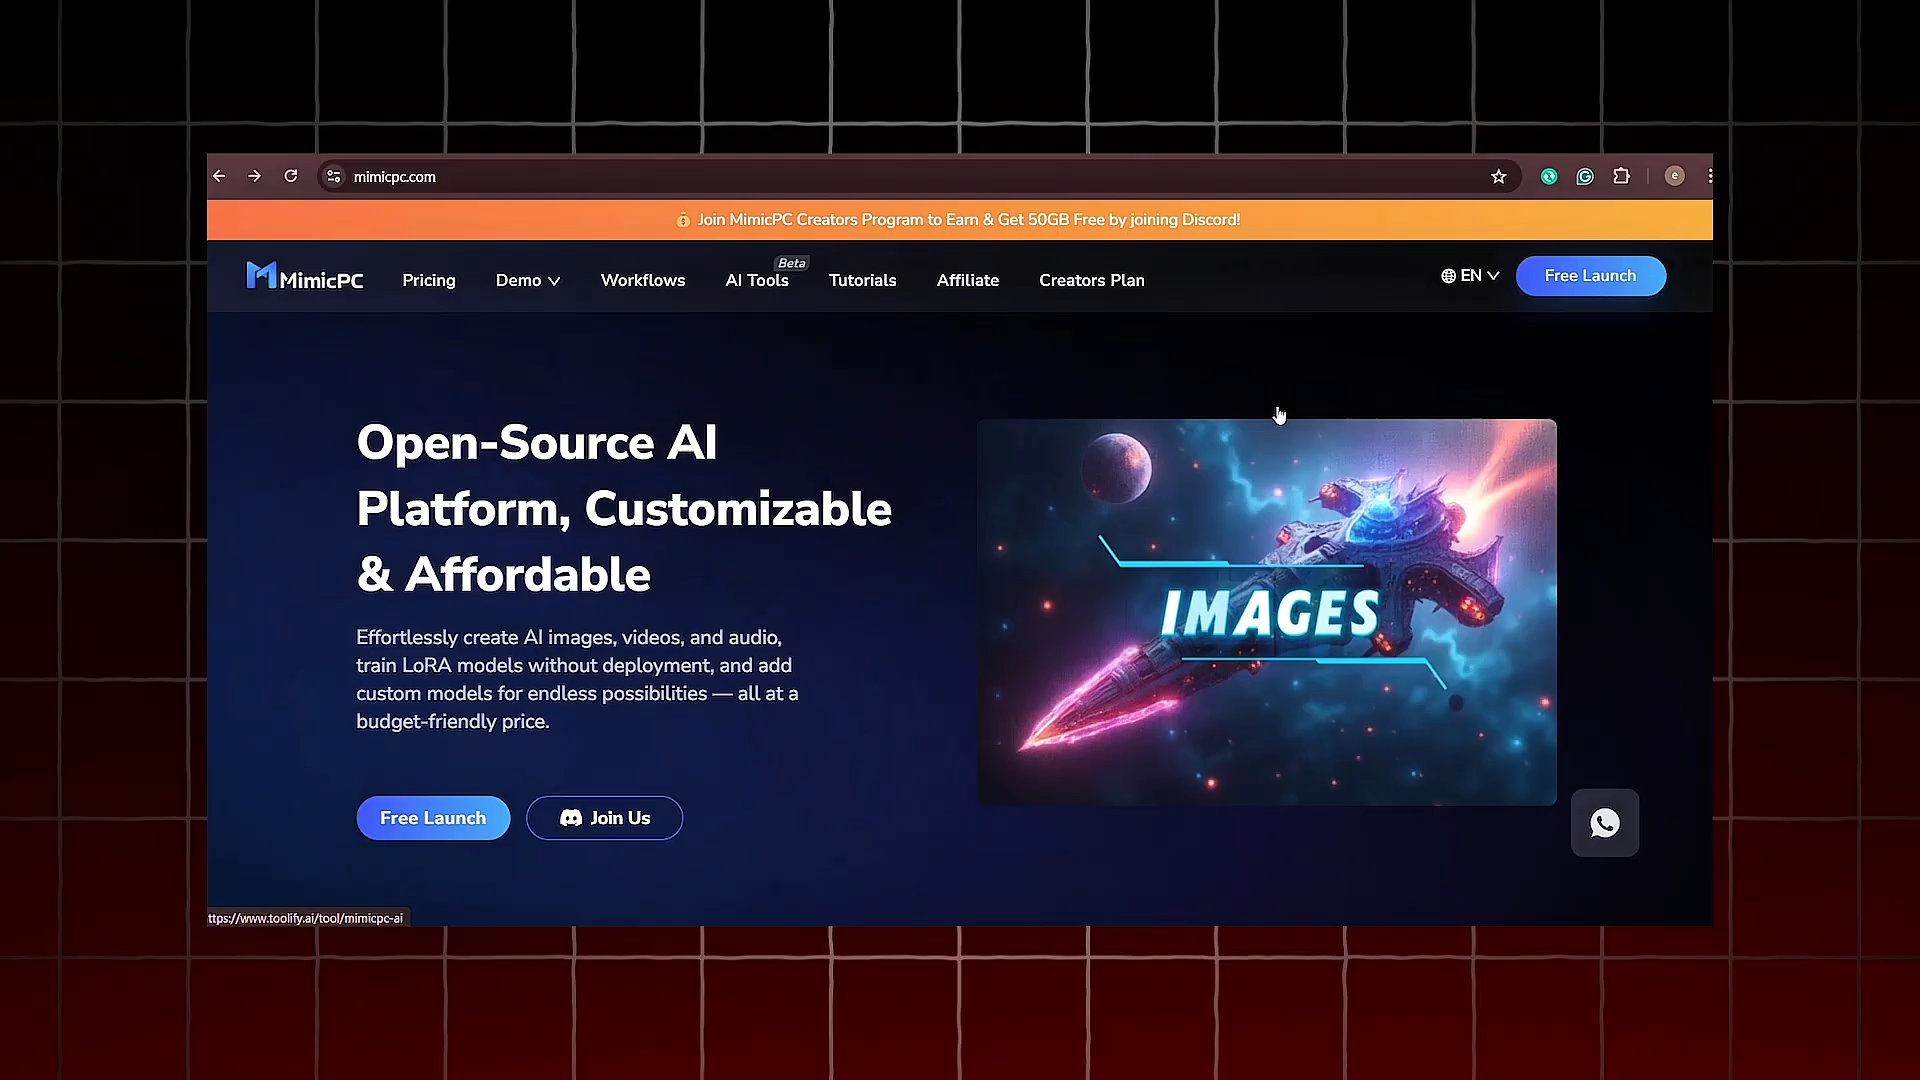 mimicpc.com
e
Join MimicPC Creators Program to Earn & Get 50GB Free by joining Discord!
MimicPC
Pricing
Demo
Workflows
AI Tools
Beta
Tutorials
Affiliate
Creators Plan
EN
Free Launch
Open-Source AI
Platform, Customizable
& Affordable
Effortlessly create AI images, videos, and audio,
train LoRA models without deployment, and add
custom models for endless possibilities — all at a
budget-friendly price.
IMAGES
Free Launch
Join Us
ttps://www.toolify.ai/tool/mimicpc-ai